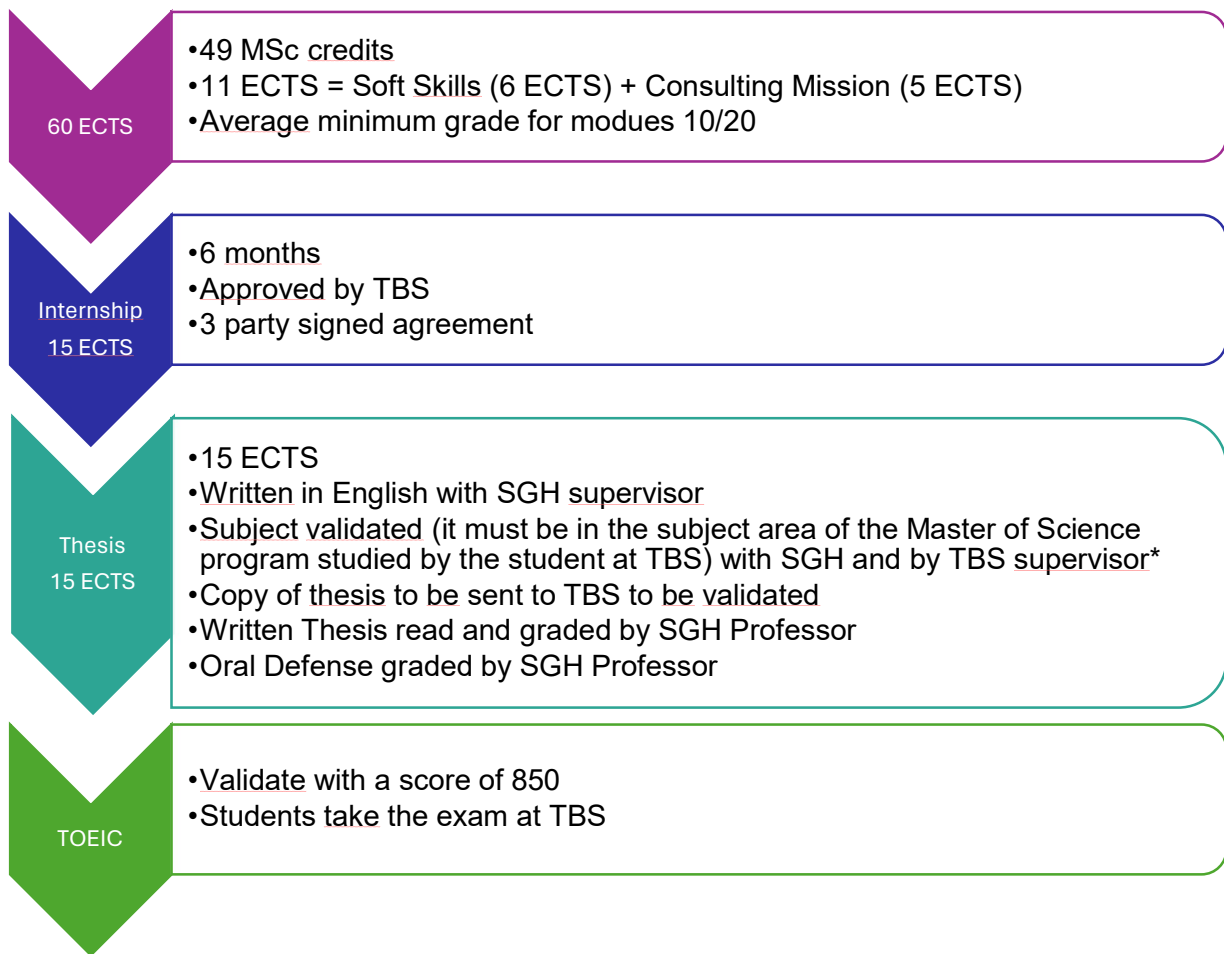 60 ECTS
•49 MSc credits
•11 ECTS = Soft Skills (6 ECTS) + Consulting Mission (5 ECTS)
•Average minimum grade for modues 10/20
Internship
15 ECTS
•6 months
•Approved by TBS
•3 party signed agreement
Thesis
15 ECTS
•15 ECTS
•Written in English with SGH supervisor
•Subject validated (it must be in the subject area of the Master of Science
program studied by the student at TBS) with SGH and by TBS supervisor*
•Copy of thesis to be sent to TBS to be validated
•Written Thesis read and graded by SGH Professor
•Oral Defense graded by SGH Professor
TOEIC
•Validate with a score of 850
•Students take the exam at TBS